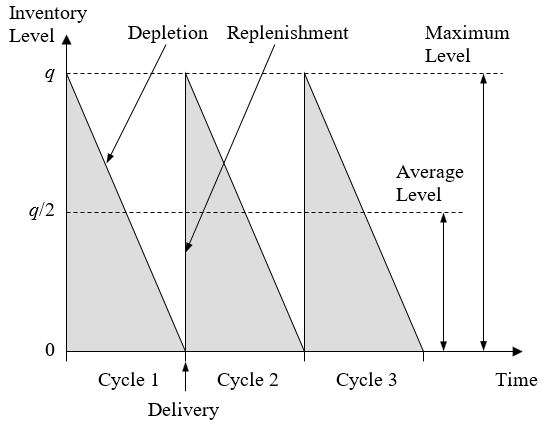 Inventory
Level
Depletion
Replenishment
Maximum
Level
q
Average
Level
q/2
0
Cycle 1
Cycle 2
Cycle 3
Time
Delivery